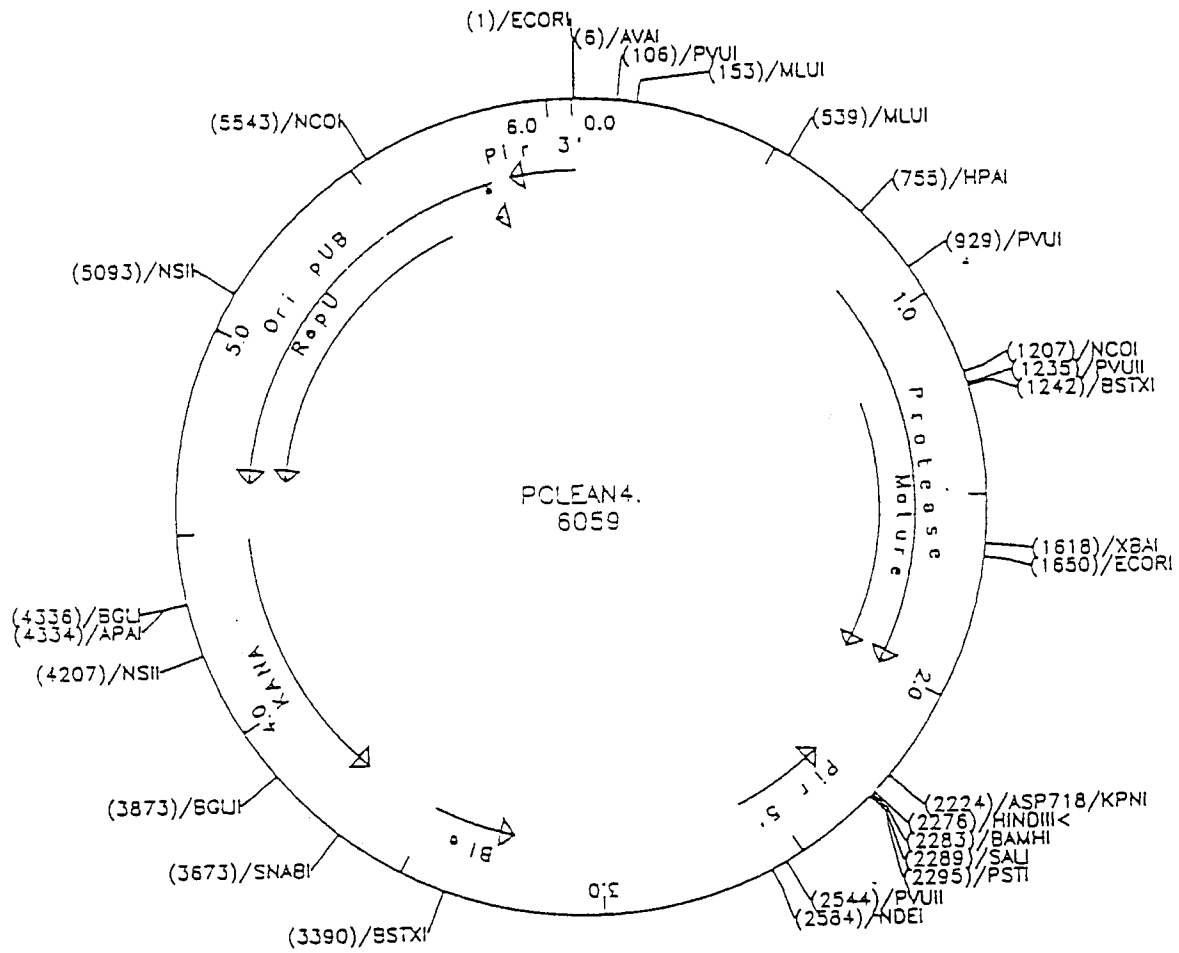 (1)/ECORI
(6)/AVAI
(106)/PVUI
(153)/MLUI
(539)/MLUI
(755)/HPAI
(929)/PVUI
(1207)/NCOI
(1235)/PVUII
(1242)/BSTXI
(1618)/XBAI
(1650)/ECORI
(2224)/ASP718/KPNI
(2276)/HINDIII<
(2283)/BAMHI
(2289)/SALI
(2295)/PSTI
(2544)/PVUII
(2584)/NDEI
(3390)/BSTXI
(3673)/SNABI
(3873)/BGLII
(4207)/NSII
(4334)/APAI
(4336)/BGLI
(5093)/NSII
(5543)/NCOI
6.0
0.0
1.0
2.0
3.0
4.0
5.0
Pir 3'
Ori pUB
RepU
Protease
Mature
Pir 5'
Ble
KANA
PCLEAN4.
6059